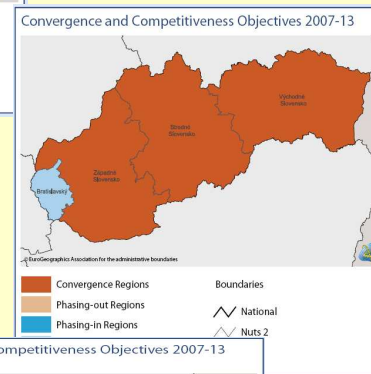 Convergence and Competitiveness Objectives 2007-13
Východné
Slovensko
Stredné
Slovensko
Západné
Slovensko
Bratislavský
© EuroGeographics Association for the administrative boundaries
Convergence Regions
Boundaries
Phasing-out Regions
National
Phasing-in Regions
Nuts 2
ompetitiveness Objectives 2007-13